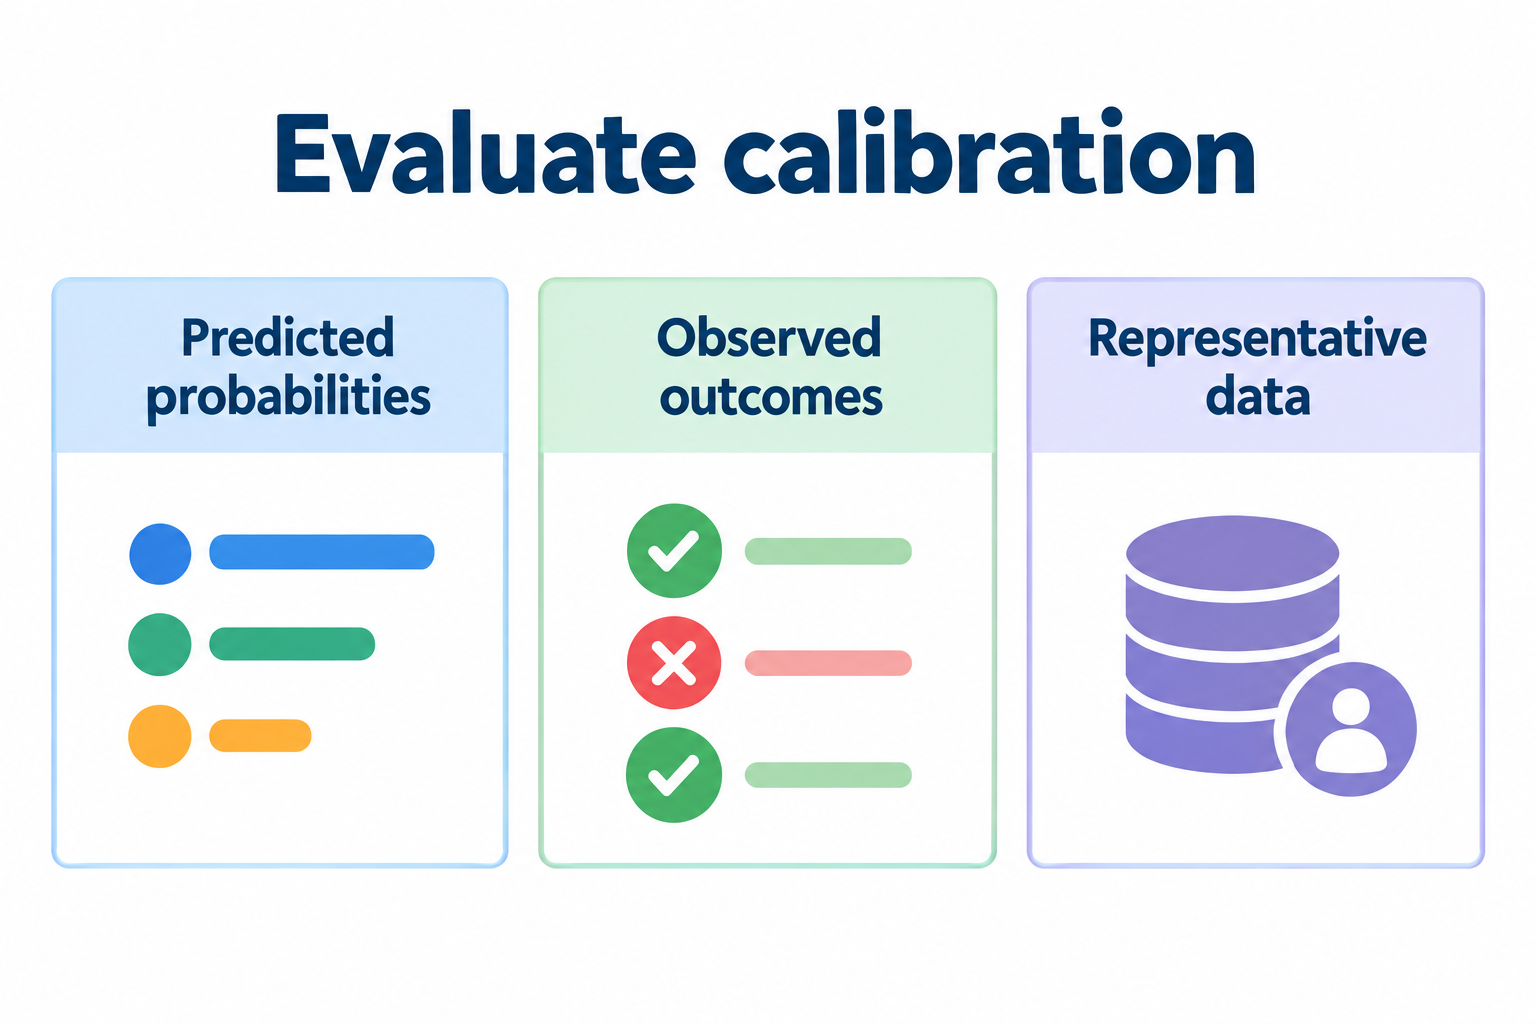 Evaluate calibration
Predicted
probabilities
Observed
outcomes
Representative
data